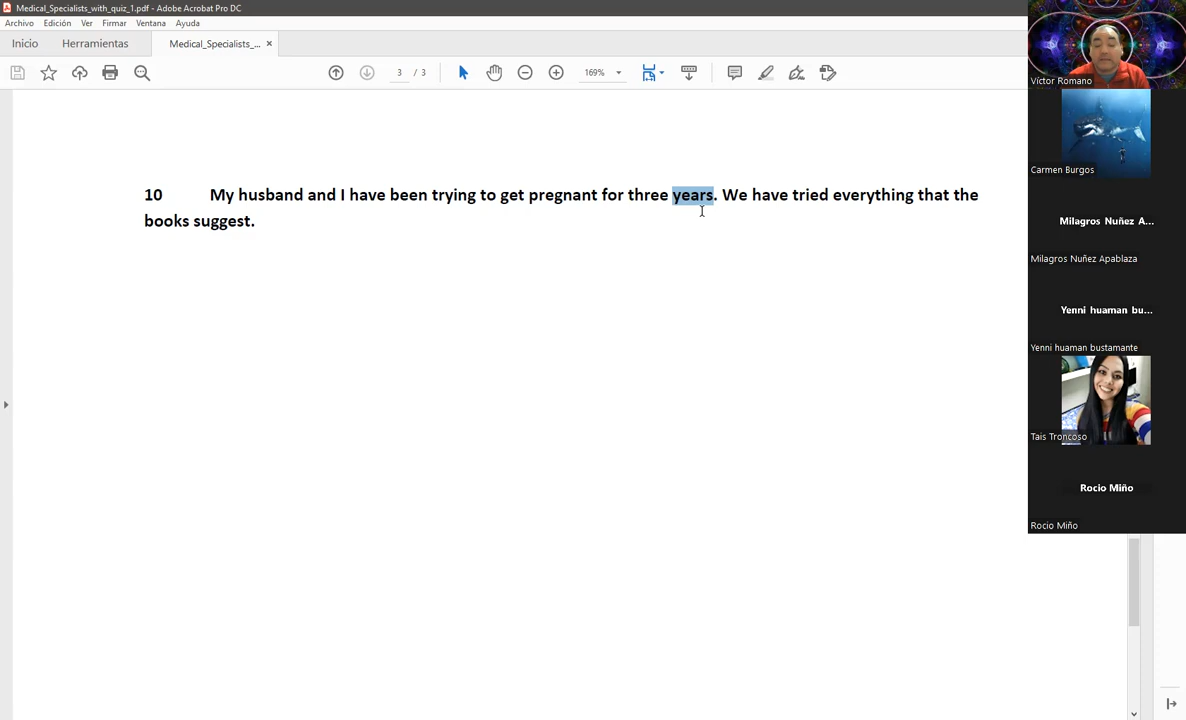 Medical_Specialists_with_quiz_1.pdf - Adobe Acrobat Pro DC
Archivo Edición Ver Firmar Ventana Ayuda
Inicio Herramientas Medical_Specialists_... ×
3 / 3 169%
10 My husband and I have been trying to get pregnant for three years. We have tried everything that the
books suggest.
Víctor Romano
Carmen Burgos
Milagros Nuñez A...
Milagros Nuñez Apablaza
Yenni huaman bu...
Yenni huaman bustamante
Tais Troncoso
Rocio Miño
Rocio Miño